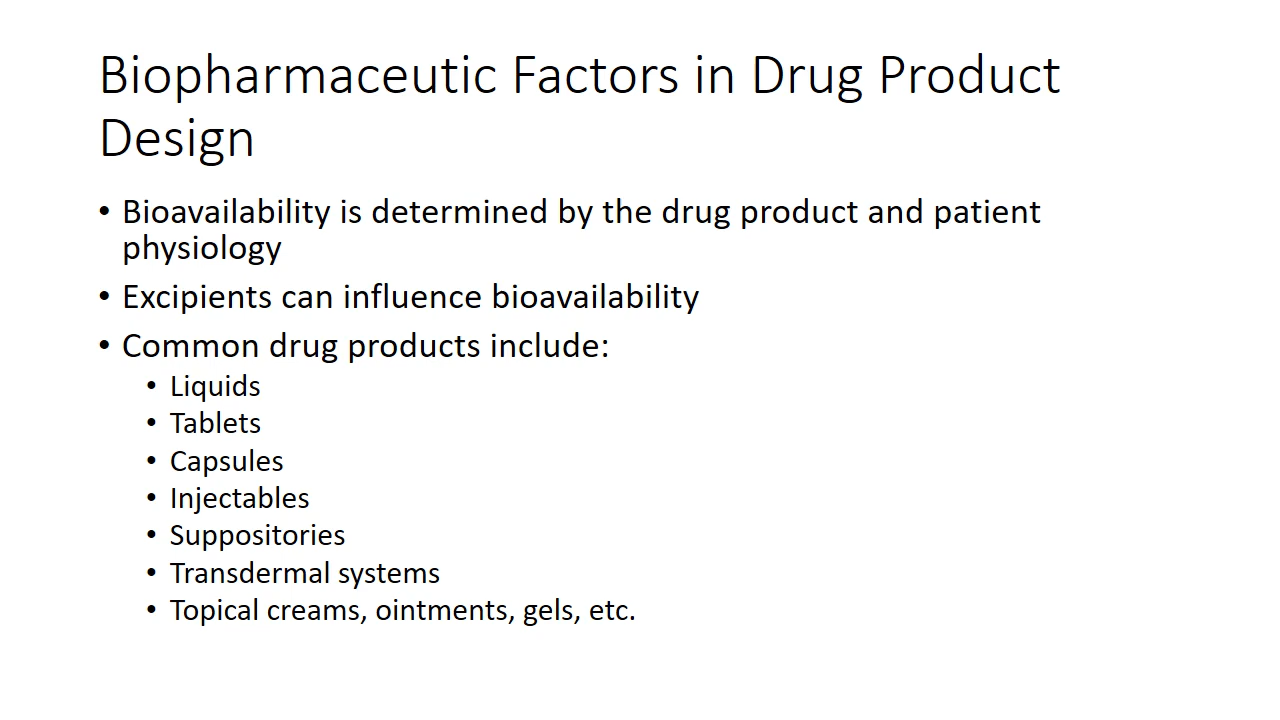 Biopharmaceutic Factors in Drug Product
Design
• Bioavailability is determined by the drug product and patient
physiology
• Excipients can influence bioavailability
• Common drug products include:
• Liquids
• Tablets
• Capsules
• Injectables
• Suppositories
• Transdermal systems
• Topical creams, ointments, gels, etc.